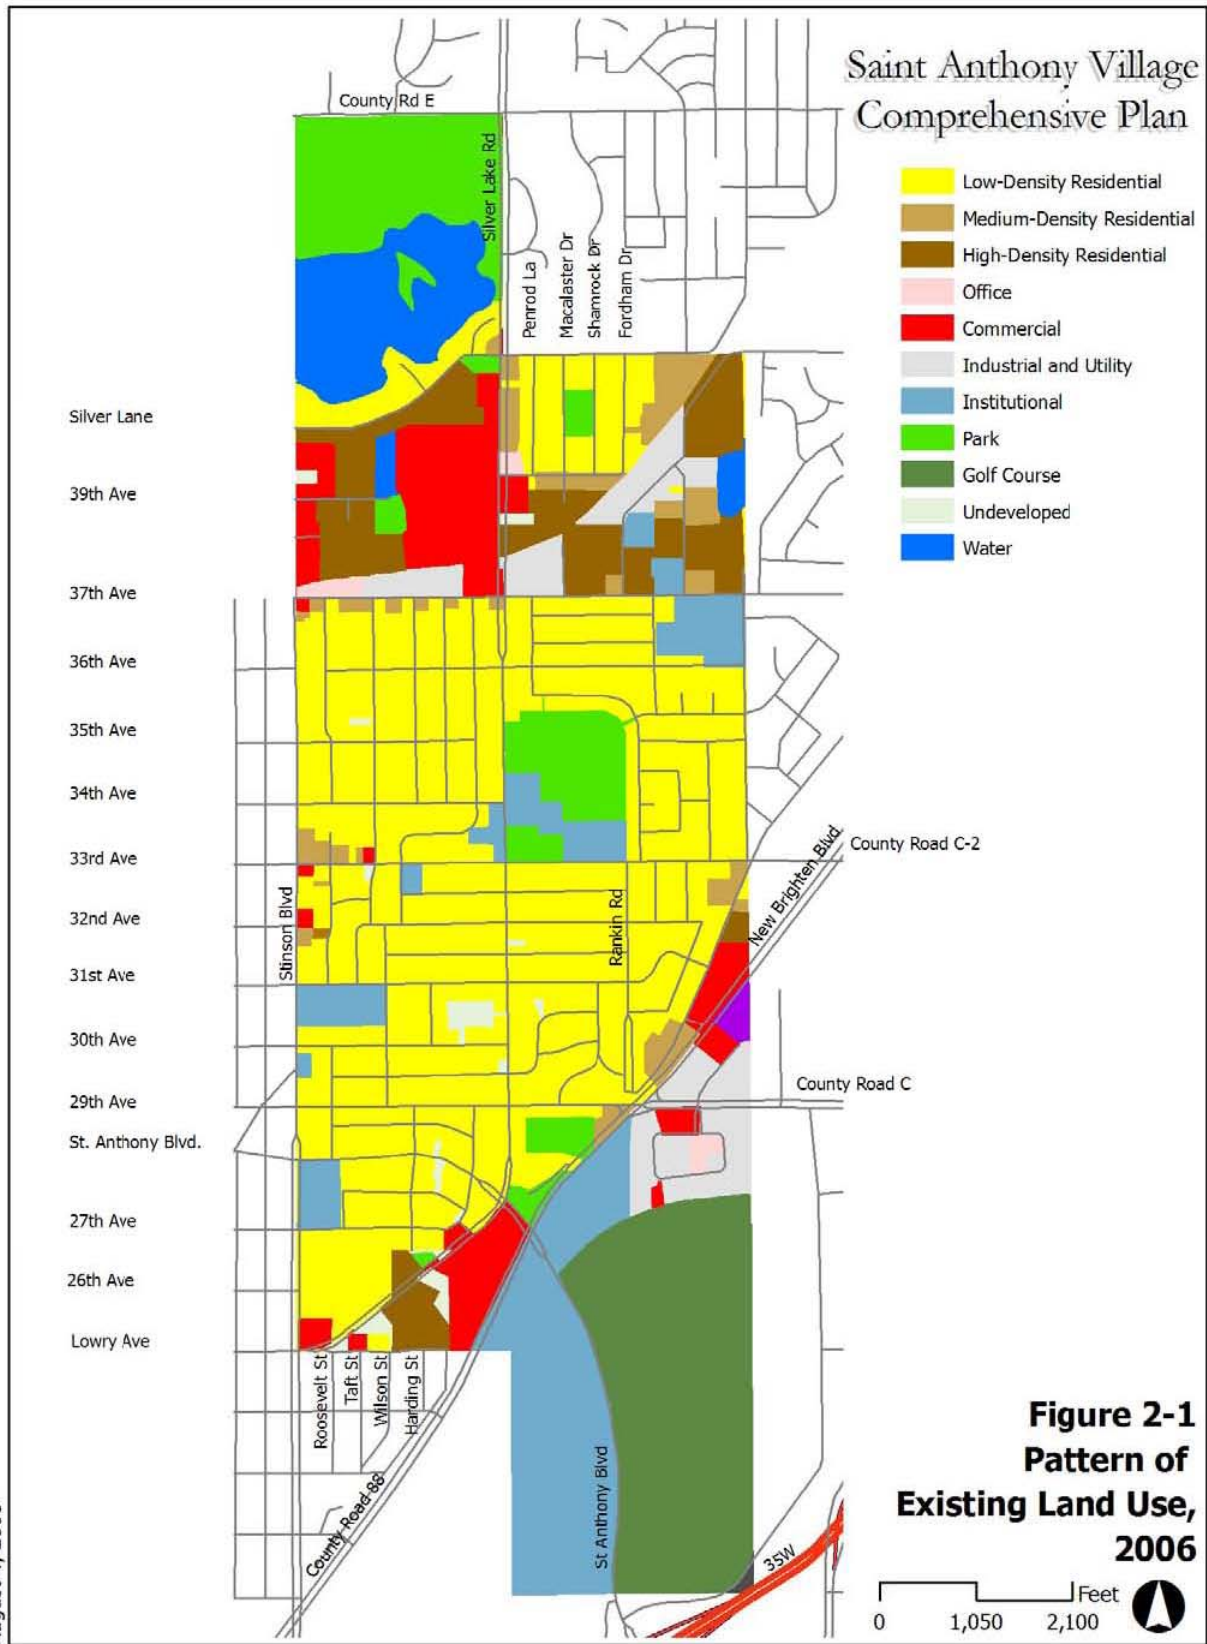 Saint Anthony Village
Comprehensive Plan
County Rd E
Silver Lake Rd
Low-Density Residential
Medium-Density Residential
High-Density Residential
Office
Commercial
Industrial and Utility
Institutional
Park
Golf Course
Undeveloped
Water
Penrod La
Macalaster Dr
Shamrock Dr
Fordham Dr
Silver Lane
39th Ave
37th Ave
36th Ave
35th Ave
34th Ave
33rd Ave
32nd Ave
31st Ave
30th Ave
29th Ave
St. Anthony Blvd.
27th Ave
26th Ave
Lowry Ave
Stinson Blvd
Rankin Rd
New Brighten Blvd
County Road C-2
County Road C
Roosevelt St
Taft St
Wilson St
Harding St
County Road 88
St Anthony Blvd
35W
Figure 2-1
Pattern of
Existing Land Use,
2006
Feet
0 1,050 2,100